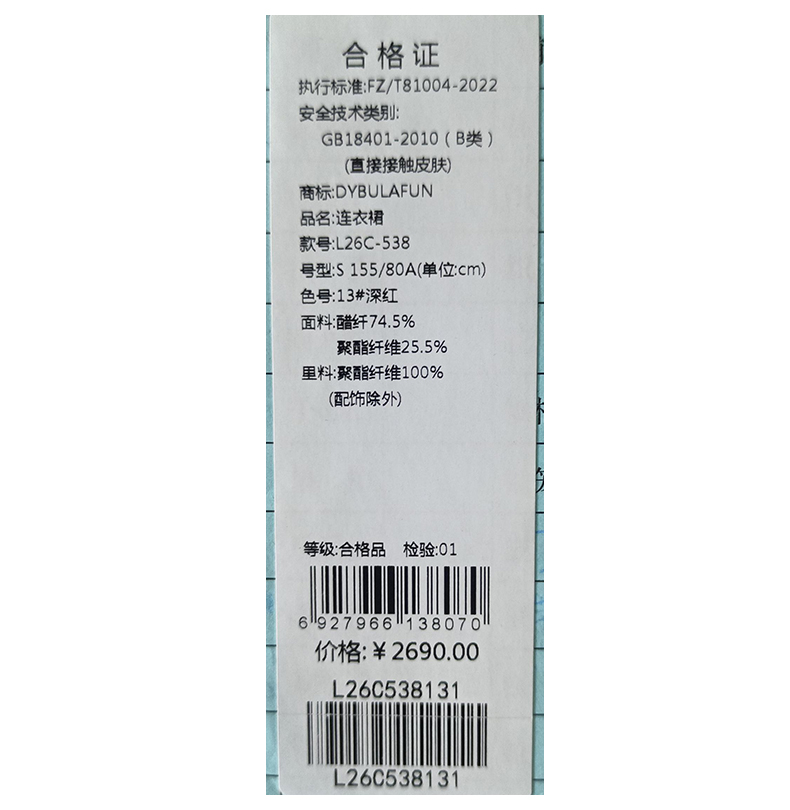 合格证
执行标准:FZ/T81004-2022
安全技术类别:
GB18401-2010（B类）
(直接接触皮肤)
商标:DYBULAFUN
品名:连衣裙
款号:L26C-538
号型:S 155/80A(单位:cm)
色号:13#深红
面料:醋纤74.5%
聚酯纤维25.5%
里料:聚酯纤维100%
(配饰除外)
等级:合格品 检验:01
6 927966 138070
价格:￥2690.00
L26C538131
L26C538131